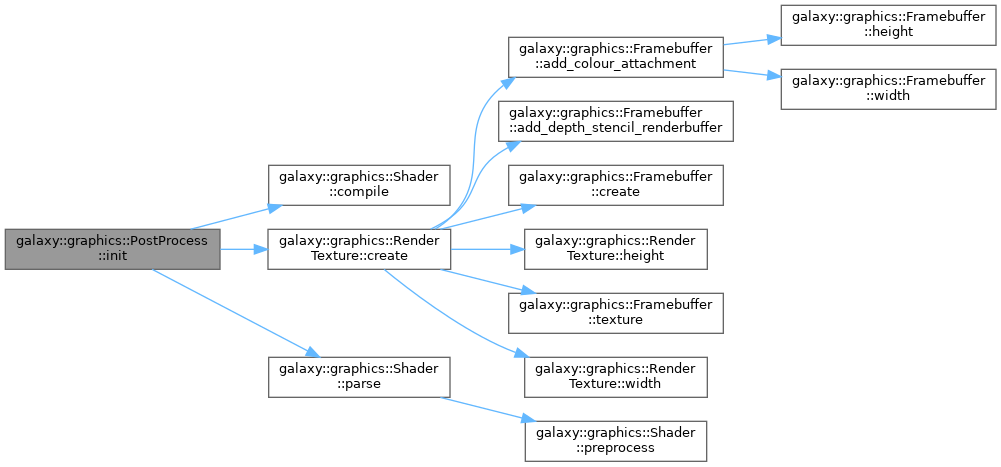 galaxy::graphics::PostProcess
::init
galaxy::graphics::Shader
::compile
galaxy::graphics::Render
Texture::create
galaxy::graphics::Shader
::parse
galaxy::graphics::Framebuffer
::add_colour_attachment
galaxy::graphics::Framebuffer
::add_depth_stencil_renderbuffer
galaxy::graphics::Framebuffer
::create
galaxy::graphics::Render
Texture::height
galaxy::graphics::Framebuffer
::texture
galaxy::graphics::Render
Texture::width
galaxy::graphics::Shader
::preprocess
galaxy::graphics::Framebuffer
::height
galaxy::graphics::Framebuffer
::width